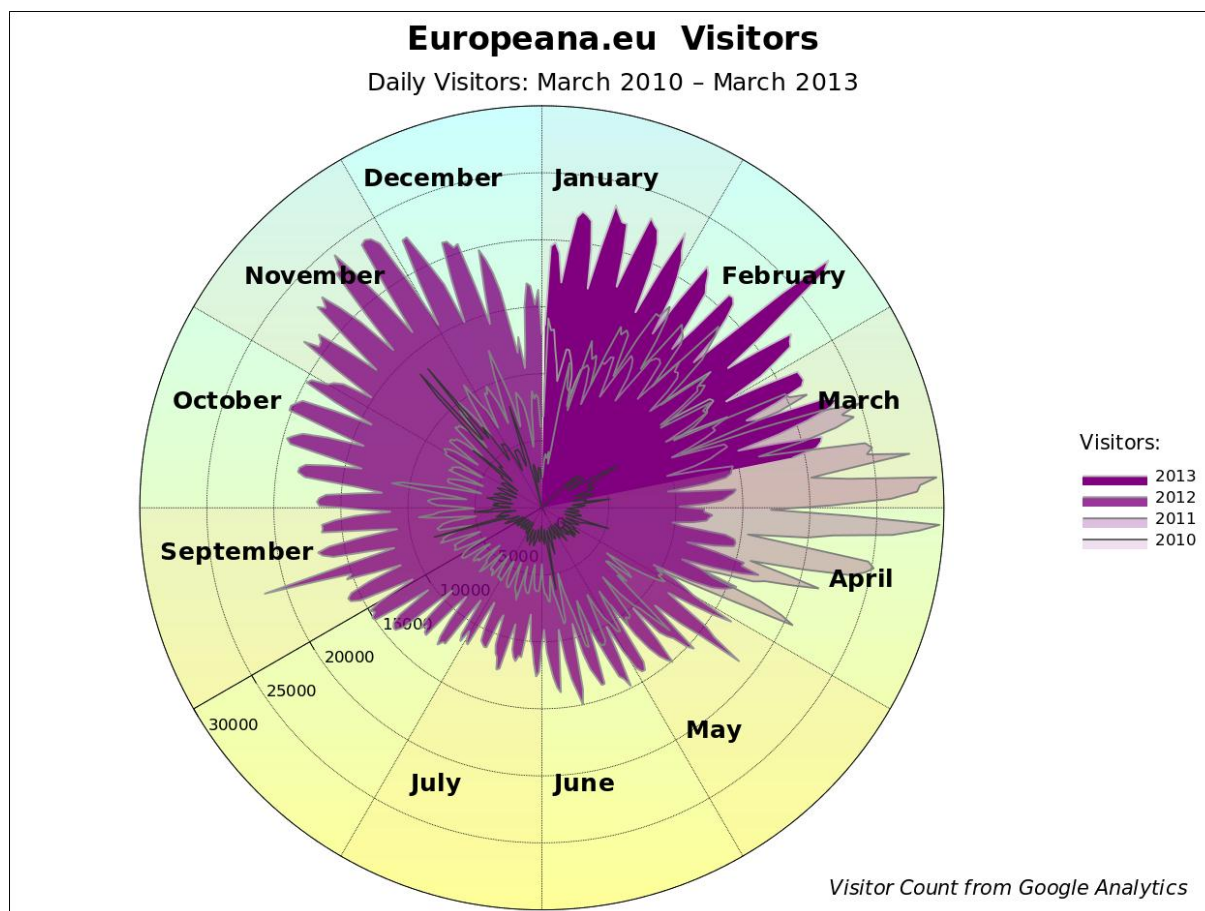 Europeana.eu Visitors
Daily Visitors: March 2010 – March 2013
December
January
November
February
October
March
September
April
May
July
June
5000
10000
15000
20000
25000
30000
Visitors:
2013
2012
2011
2010
Visitor Count from Google Analytics